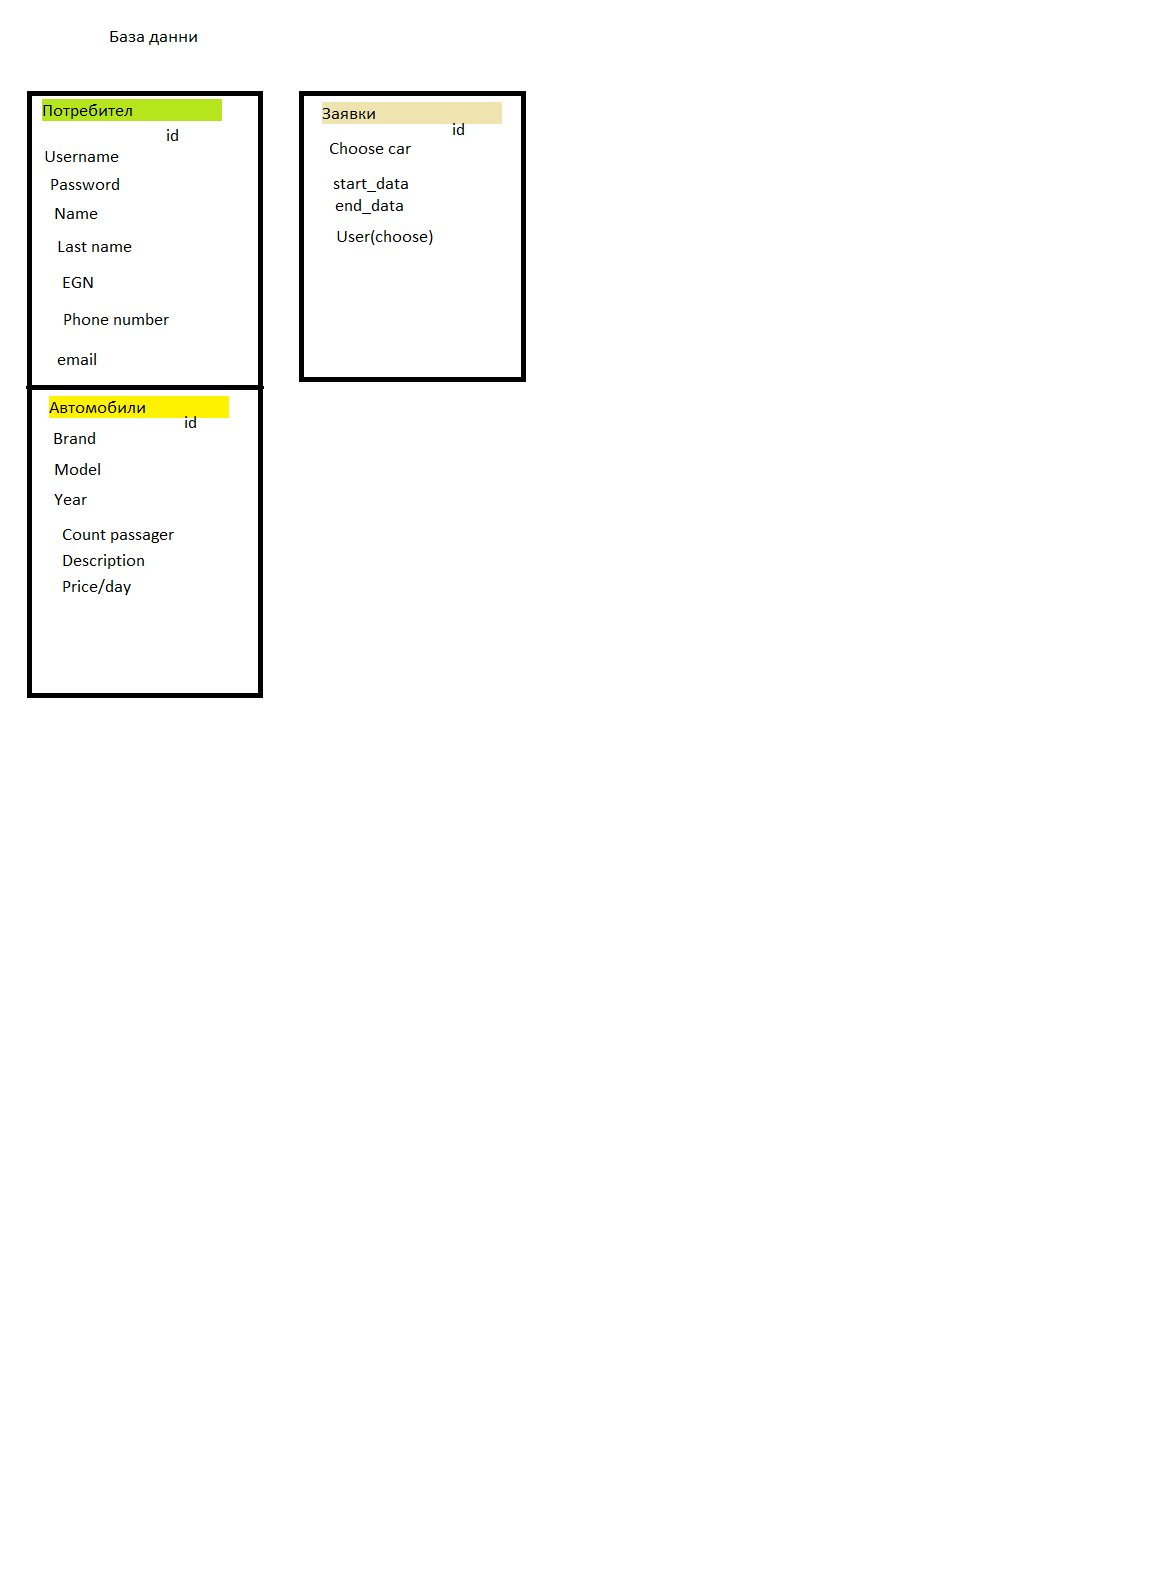 База данни
Потребител
id
Username
Password
Name
Last name
EGN
Phone number
email
Автомобили
id
Brand
Model
Year
Count passager
Description
Price/day
Заявки
id
Choose car
start_data
end_data
User(choose)